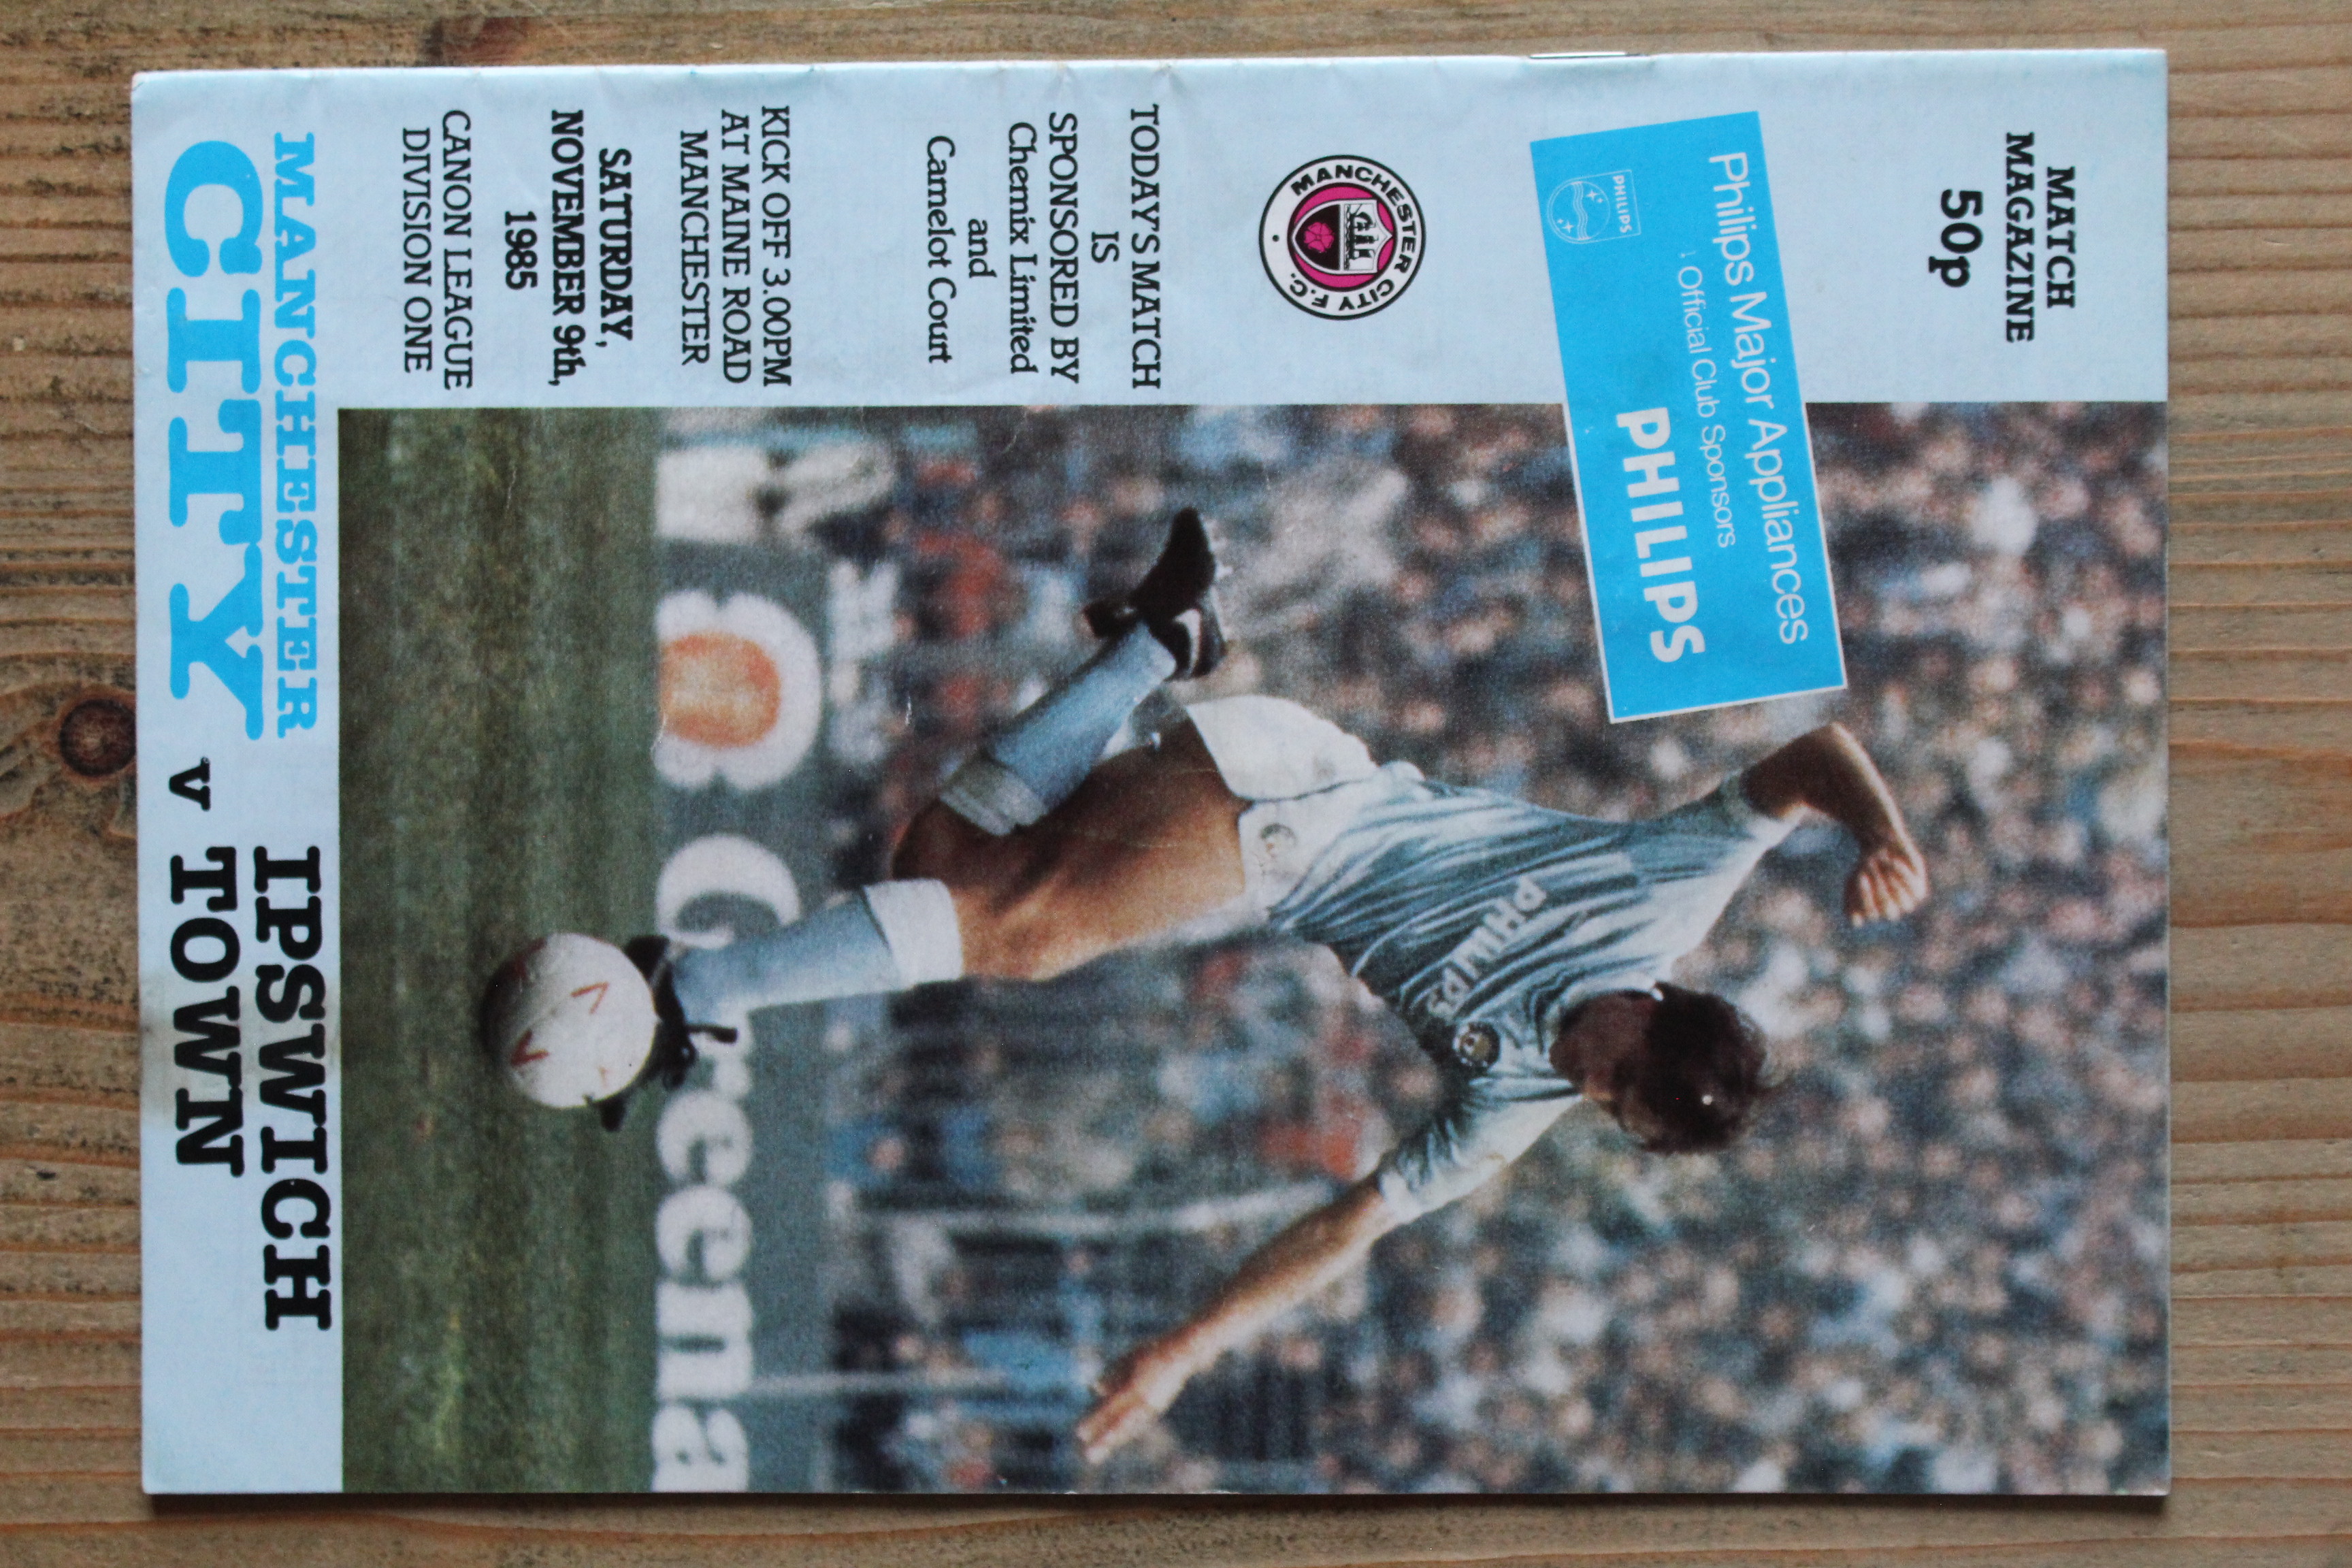 MATCH
MAGAZINE
50p
Philips Major Appliances
Official Club Sponsors
PHILIPS
PHILIPS
MANCHESTER CITY F.C.
TODAY'S MATCH
IS
SPONSORED BY
Chemix Limited
and
Camelot Court
KICK OFF 3.00PM
AT MAINE ROAD
MANCHESTER
SATURDAY,
NOVEMBER 9th,
1985
CANON LEAGUE
DIVISION ONE
PHILIPS
Greena
MANCHESTER
CITY v
IPSWICH
TOWN